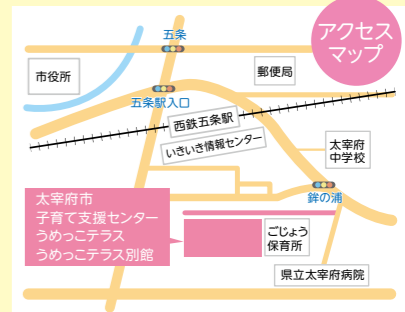 アクセス
マップ
五条
市役所
郵便局
五条駅入口
西鉄五条駅
いきいき情報センター
太宰府
中学校
鉾の浦
太宰府市
子育て支援センター
うめっこテラス
うめっこテラス別館
ごじょう
保育所
県立太宰府病院